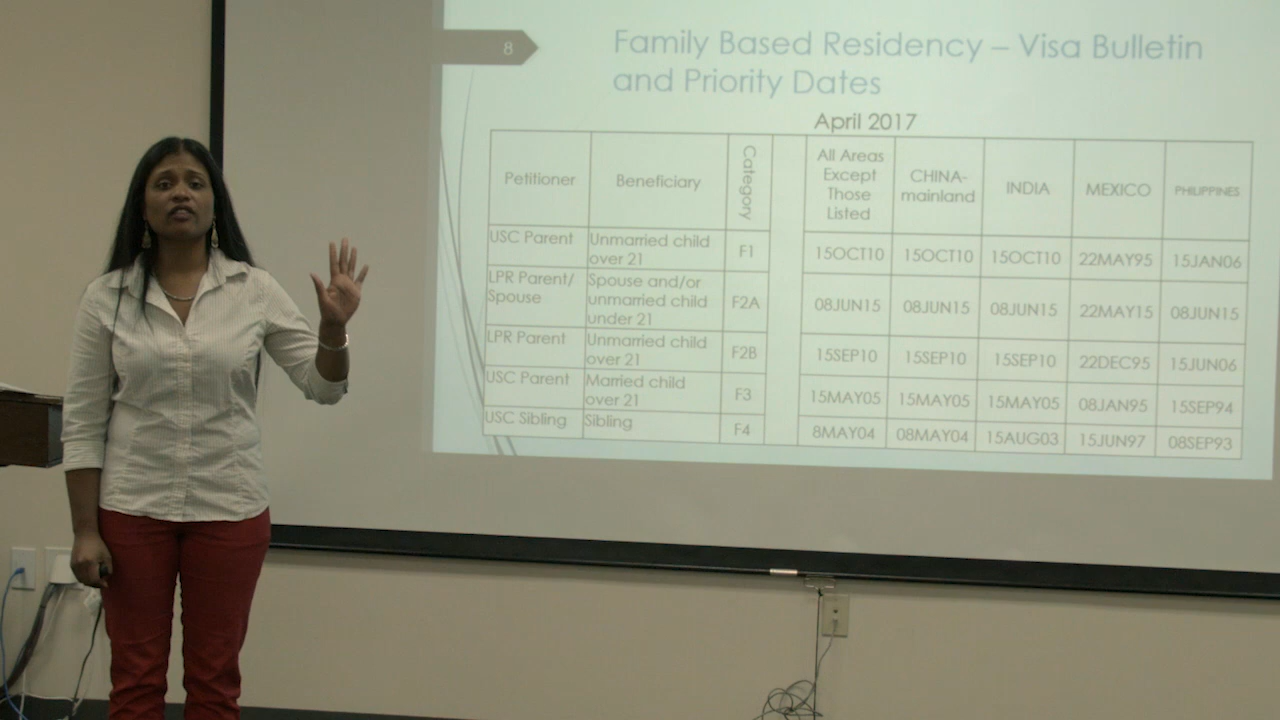 8
Family Based Residency – Visa Bulletin
and Priority Dates
April 2017
Petitioner
Beneficiary
Category
All Areas
Except
Those
Listed
CHINA-
mainland
INDIA
MEXICO
PHILIPPINES
USC Parent
Unmarried child
over 21
F1
15OCT10
15OCT10
15OCT10
22MAY95
15JAN06
LPR Parent/
Spouse
Spouse and/or
unmarried child
under 21
F2A
08JUN15
08JUN15
08JUN15
22MAY15
08JUN15
LPR Parent
Unmarried child
over 21
F2B
15SEP10
15SEP10
15SEP10
22DEC95
15JUN06
USC Parent
Married child
over 21
F3
15MAY05
15MAY05
15MAY05
08JAN95
15SEP94
USC Sibling
Sibling
F4
8MAY04
08MAY04
15AUG03
15JUN97
08SEP93